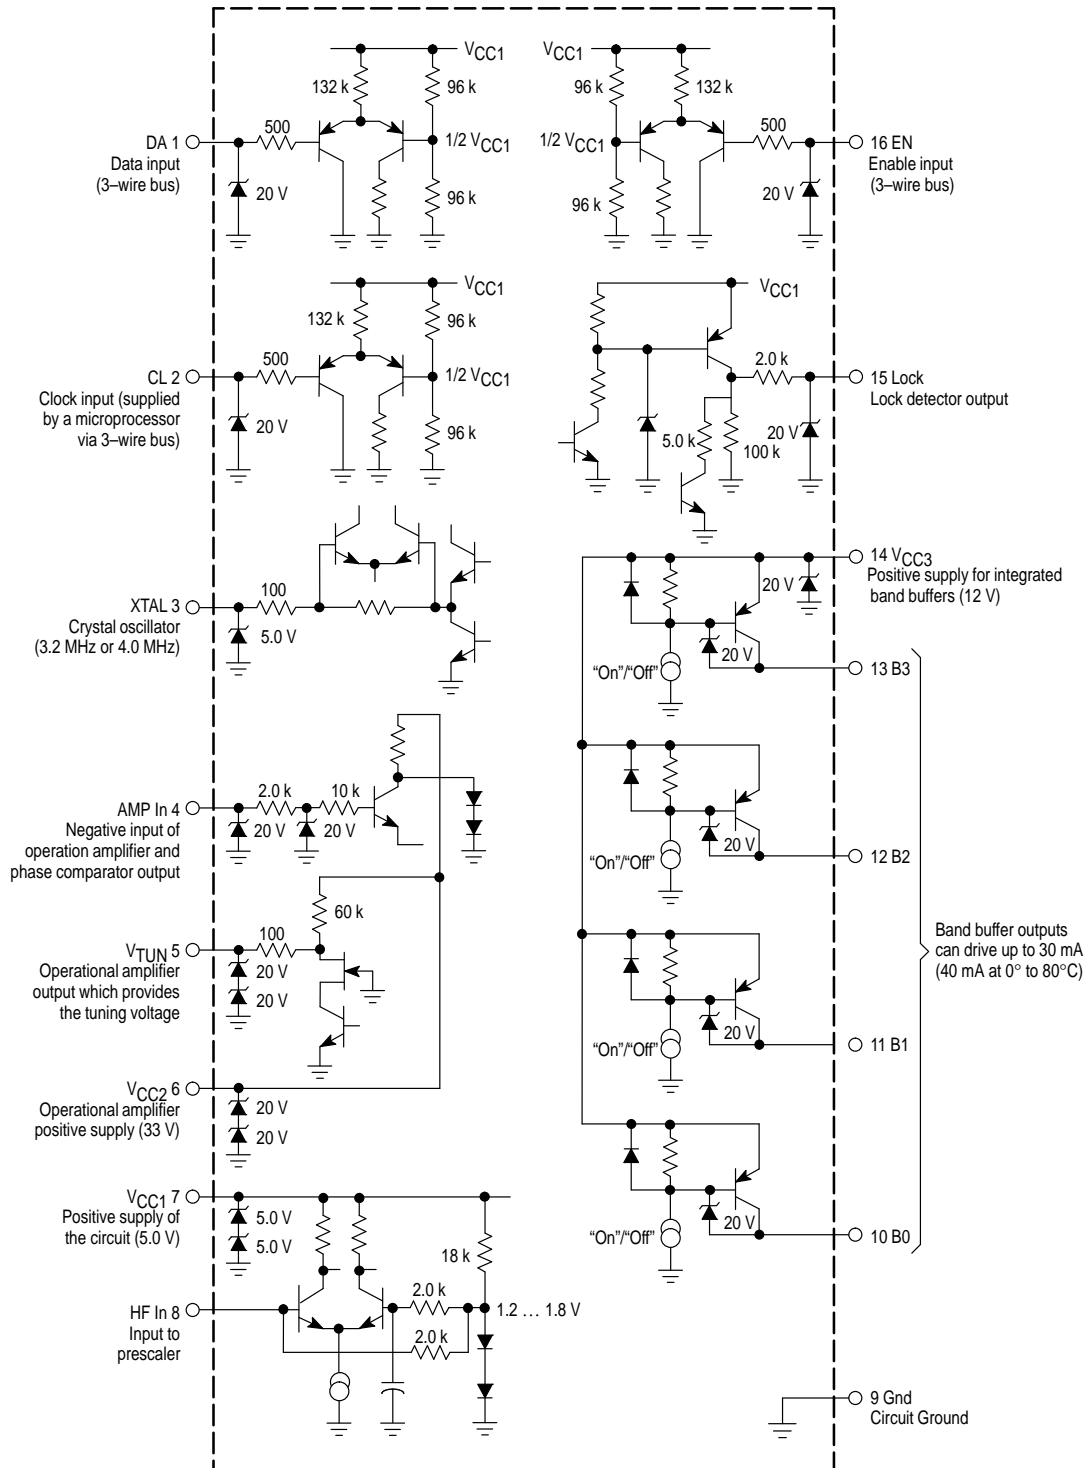 VCC1
132 k
96 k
DA 1
500
1/2 VCC1
Data input
(3–wire bus)
20 V
96 k
VCC1
96 k
132 k
500
16 EN
1/2 VCC1
Enable input
(3–wire bus)
96 k
20 V
VCC1
132 k
96 k
CL 2
500
1/2 VCC1
Clock input (supplied
by a microprocessor
via 3–wire bus)
20 V
96 k
VCC1
2.0 k
15 Lock
Lock detector output
5.0 k
100 k
20 V
XTAL 3
100
Crystal oscillator
(3.2 MHz or 4.0 MHz)
5.0 V
14 VCC3
Positive supply for integrated
band buffers (12 V)
20 V
20 V
“On”/“Off”
13 B3
AMP In 4
2.0 k
10 k
Negative input of
operation amplifier and
phase comparator output
20 V
20 V
20 V
“On”/“Off”
12 B2
60 k
VTUN 5
100
Operational amplifier
output which provides
the tuning voltage
20 V
20 V
Band buffer outputs
can drive up to 30 mA
(40 mA at 0° to 80°C)
20 V
“On”/“Off”
11 B1
VCC2 6
Operational amplifier
positive supply (33 V)
20 V
20 V
VCC1 7
Positive supply of
the circuit (5.0 V)
5.0 V
5.0 V
18 k
20 V
“On”/“Off”
10 B0
HF In 8
Input to
prescaler
2.0 k
1.2 … 1.8 V
2.0 k
9 Gnd
Circuit Ground